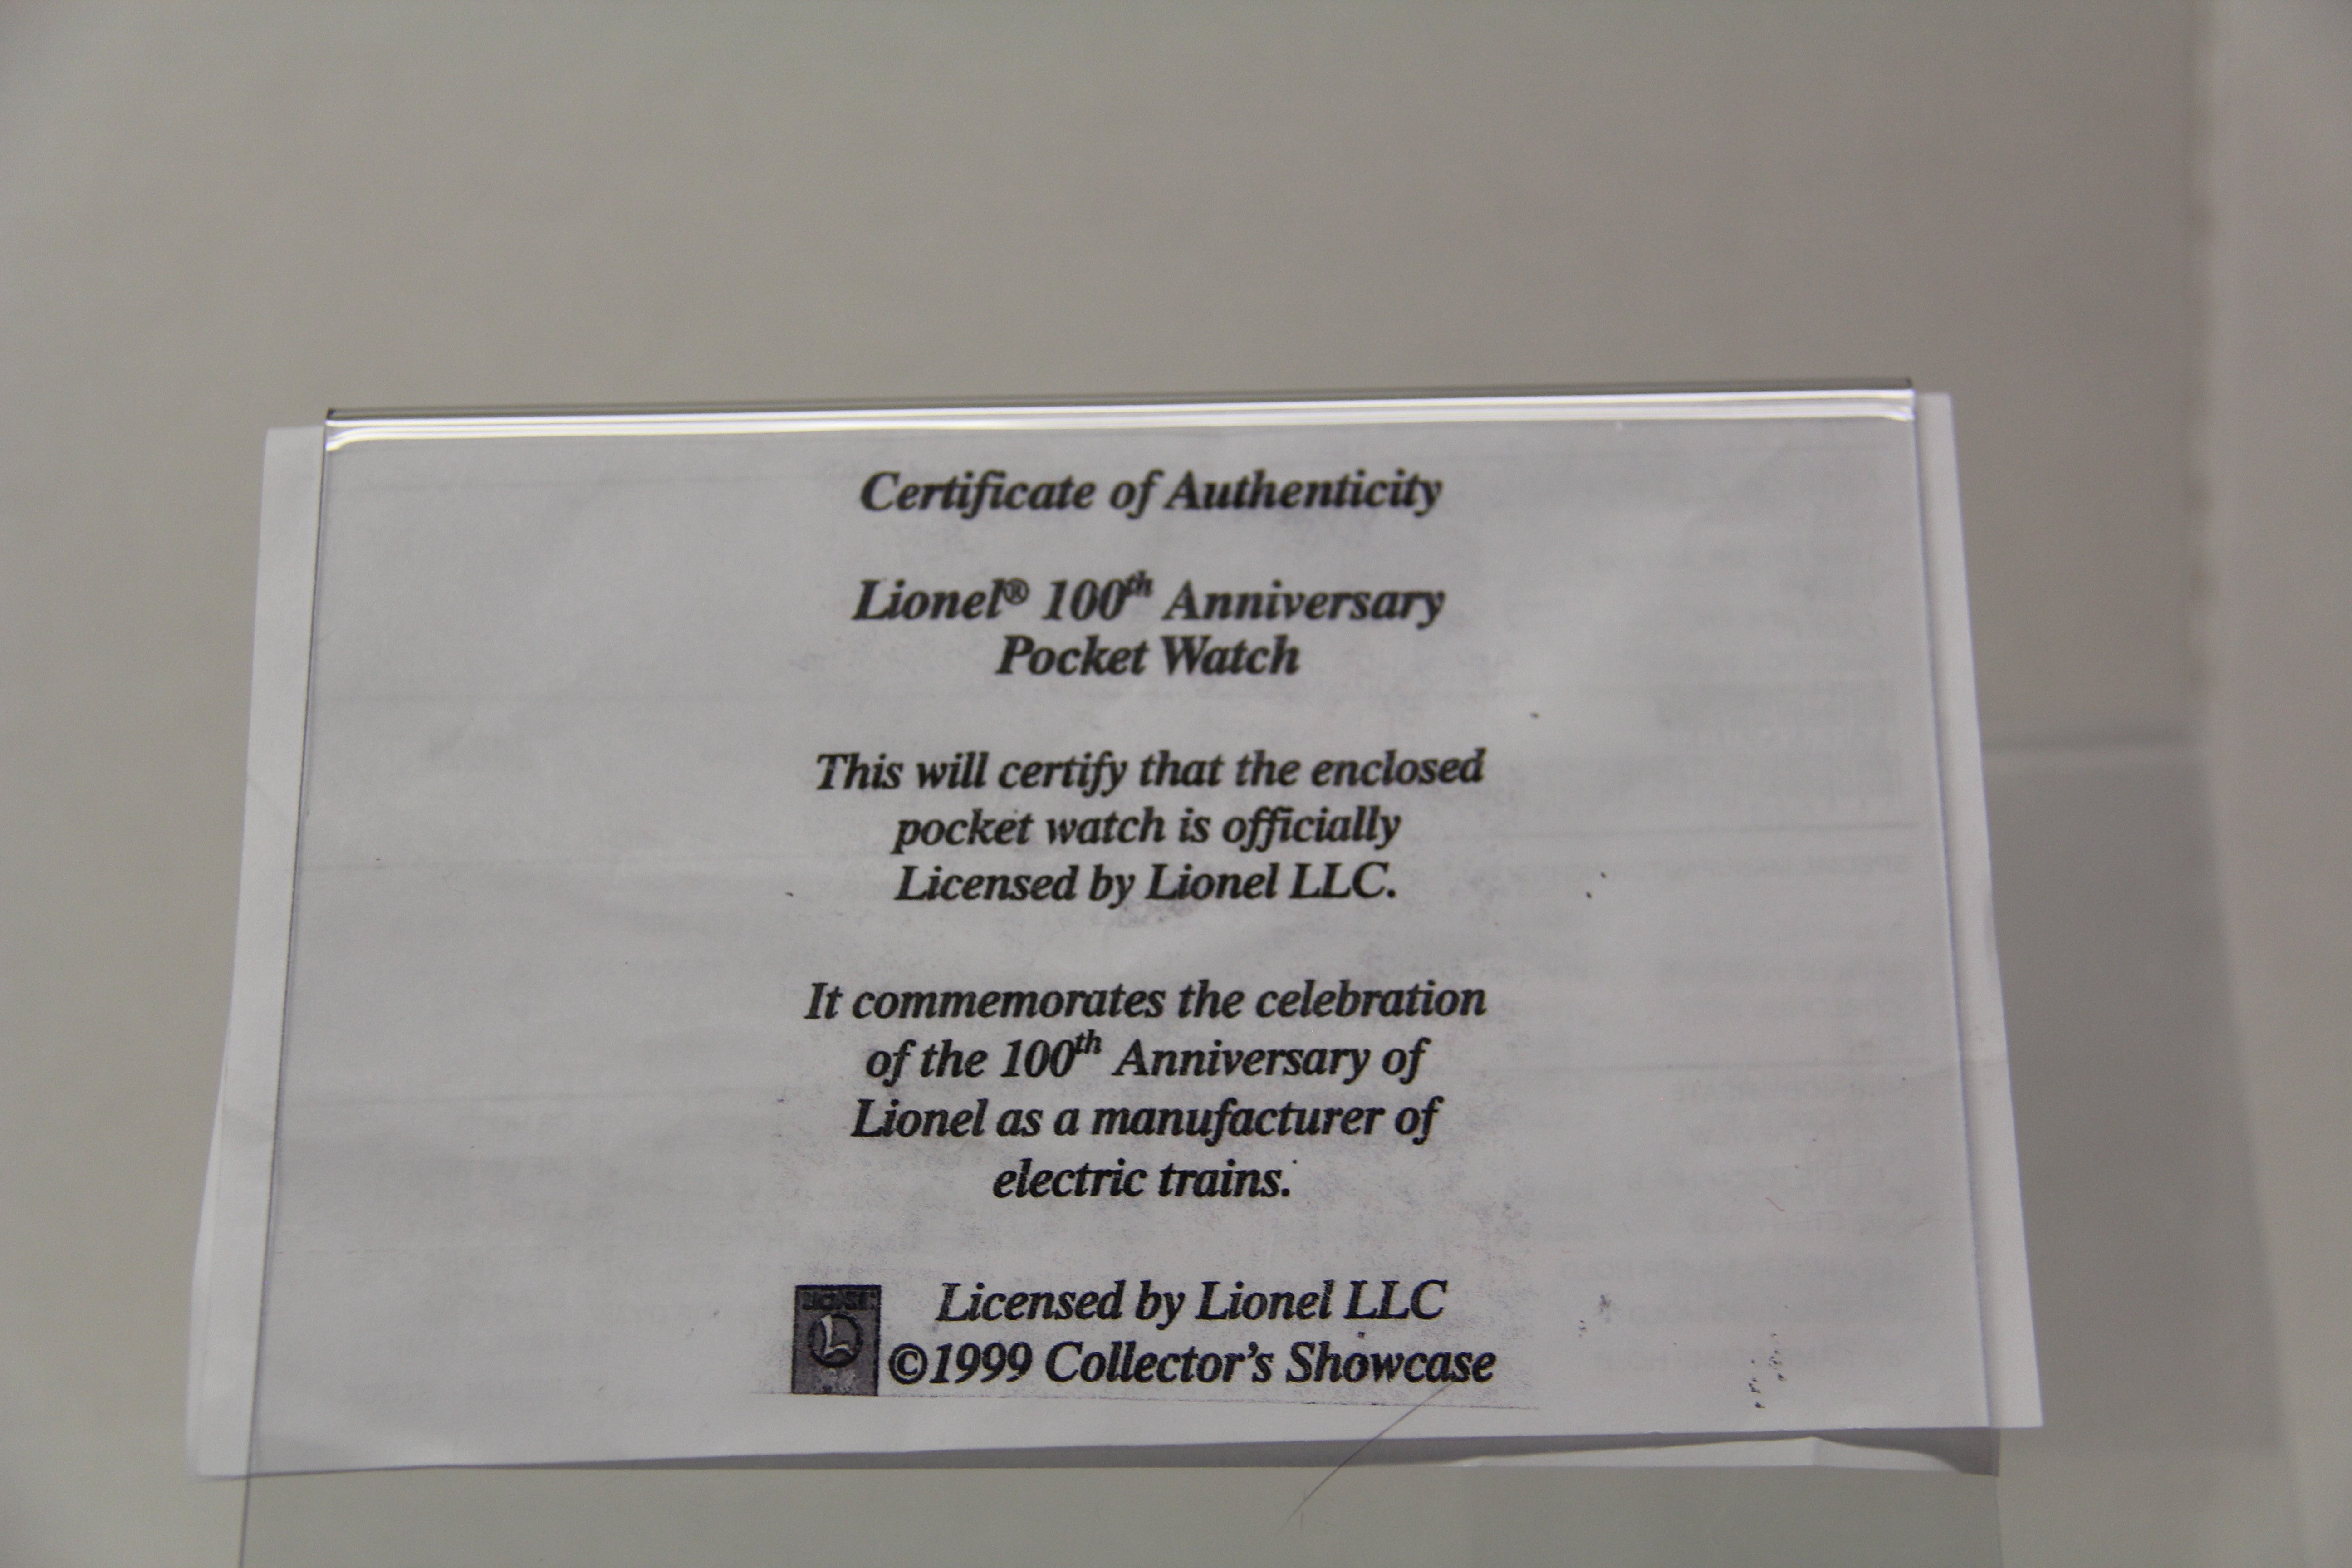 Certificate of Authenticity
Lionel® 100th Anniversary
Pocket Watch
This will certify that the enclosed
pocket watch is officially
Licensed by Lionel LLC.
It commemorates the celebration
of the 100th Anniversary of
Lionel as a manufacturer of
electric trains.
Licensed by Lionel LLC
L
©1999 Collector's Showcase